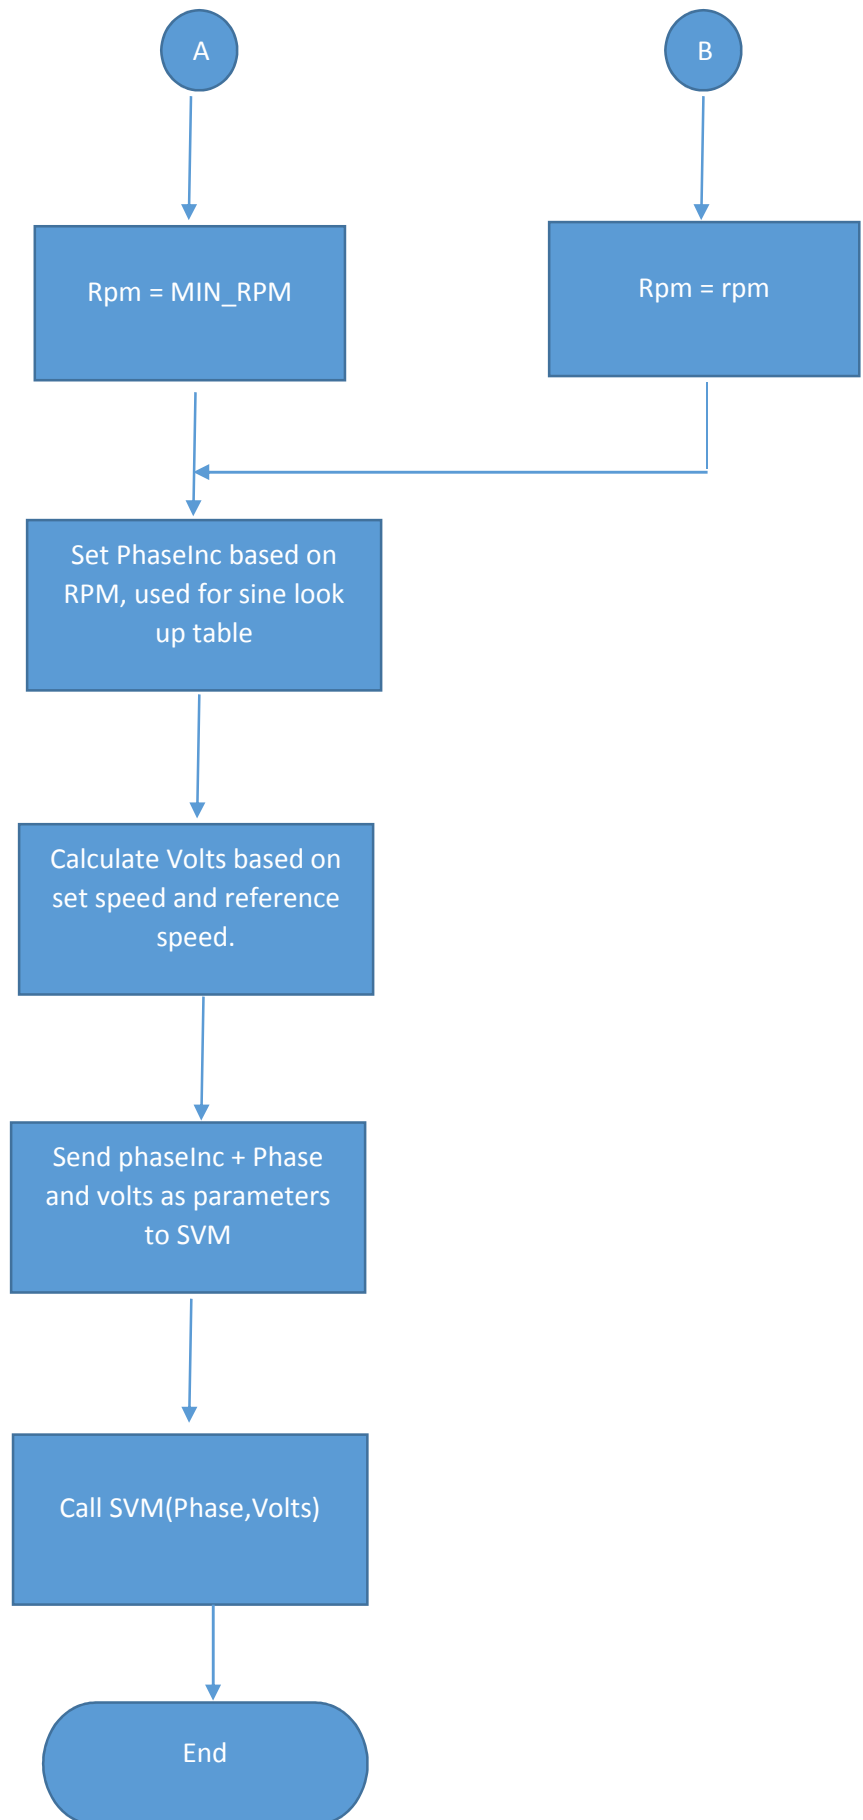 A
B
Rpm = MIN_RPM
Rpm = rpm
Set PhaseInc based on
RPM, used for sine look
up table
Calculate Volts based on
set speed and reference
speed.
Send phaseInc + Phase
and volts as parameters
to SVM
Call SVM(Phase,Volts)
End